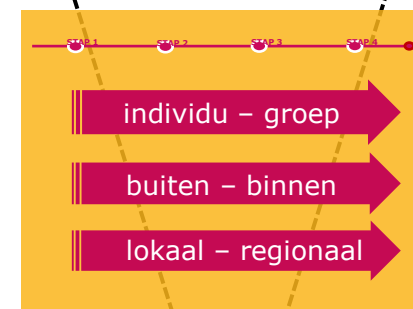 STAP 1 STAP 2 STAP 3 STAP 4
individu – groep
buiten – binnen
lokaal – regionaal